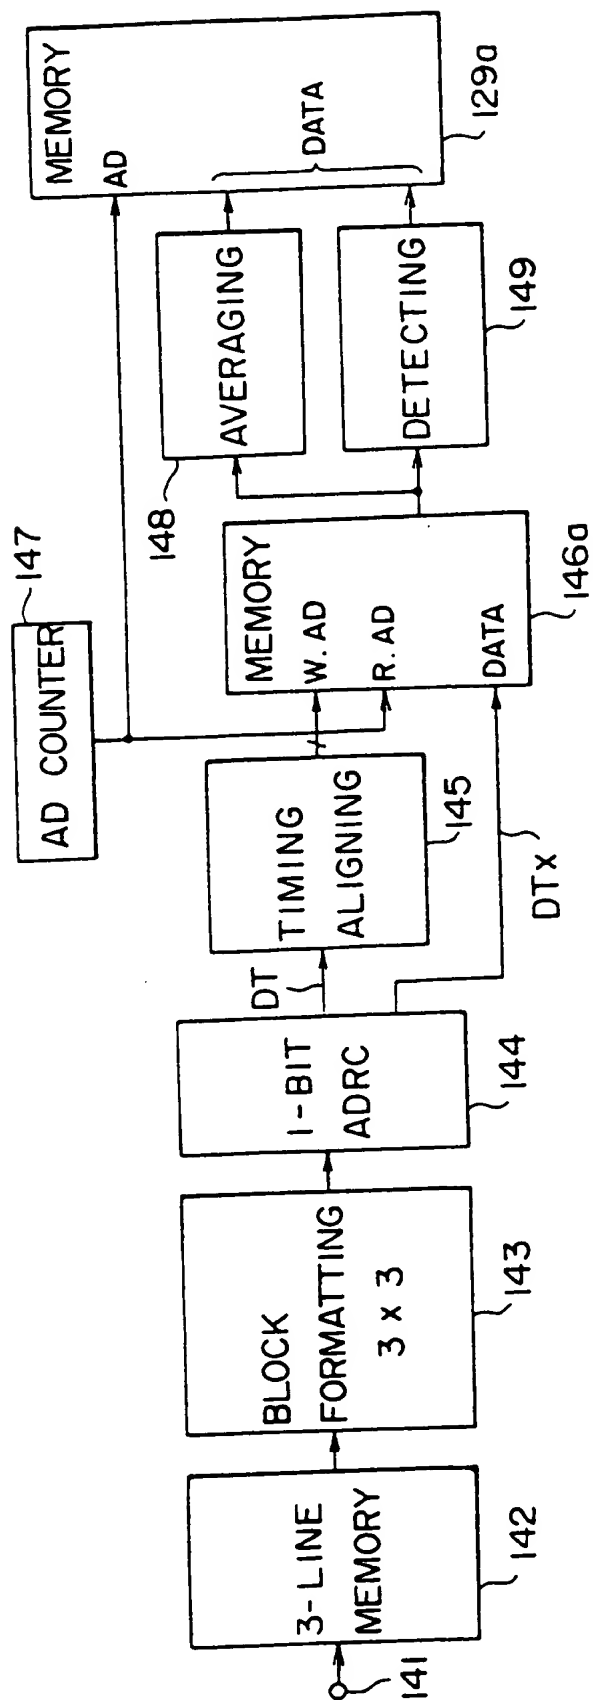 141
3-LINE
MEMORY
142
BLOCK
FORMATTING
3 x 3
143
1-BIT
ADRC
144
DT
TIMING
ALIGNING
145
DTx
AD COUNTER
147
MEMORY
W. AD
R. AD
DATA
146a
AVERAGING
148
DETECTING
149
MEMORY
AD
DATA
129a